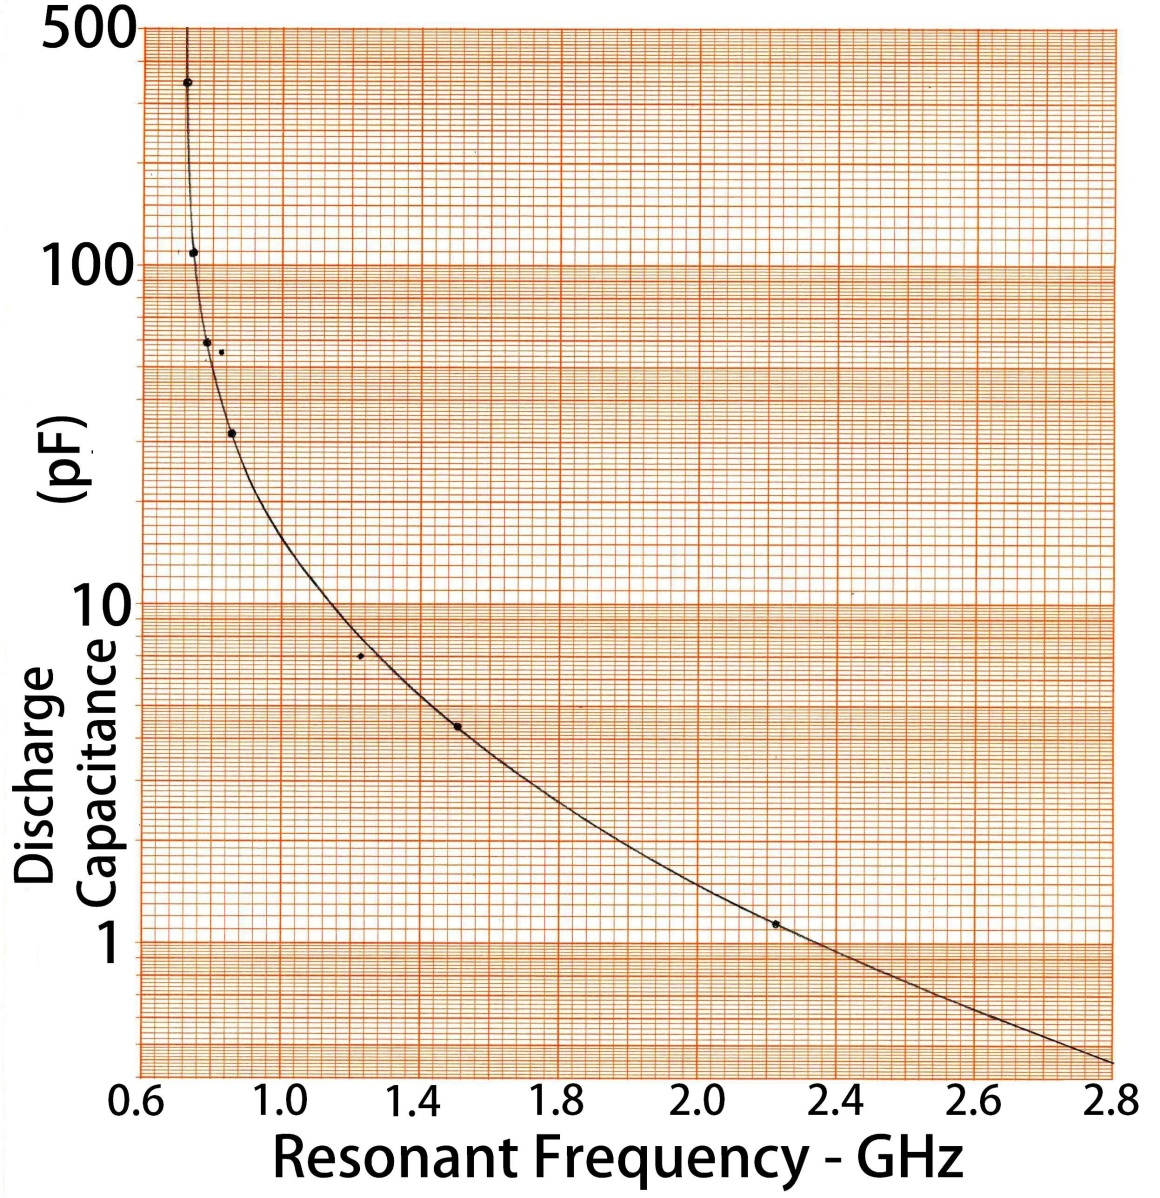 500
100
(pF)
10
Discharge
Capacitance
1
0.6 1.0 1.4 1.8 2.0 2.4 2.6 2.8
Resonant Frequency - GHz